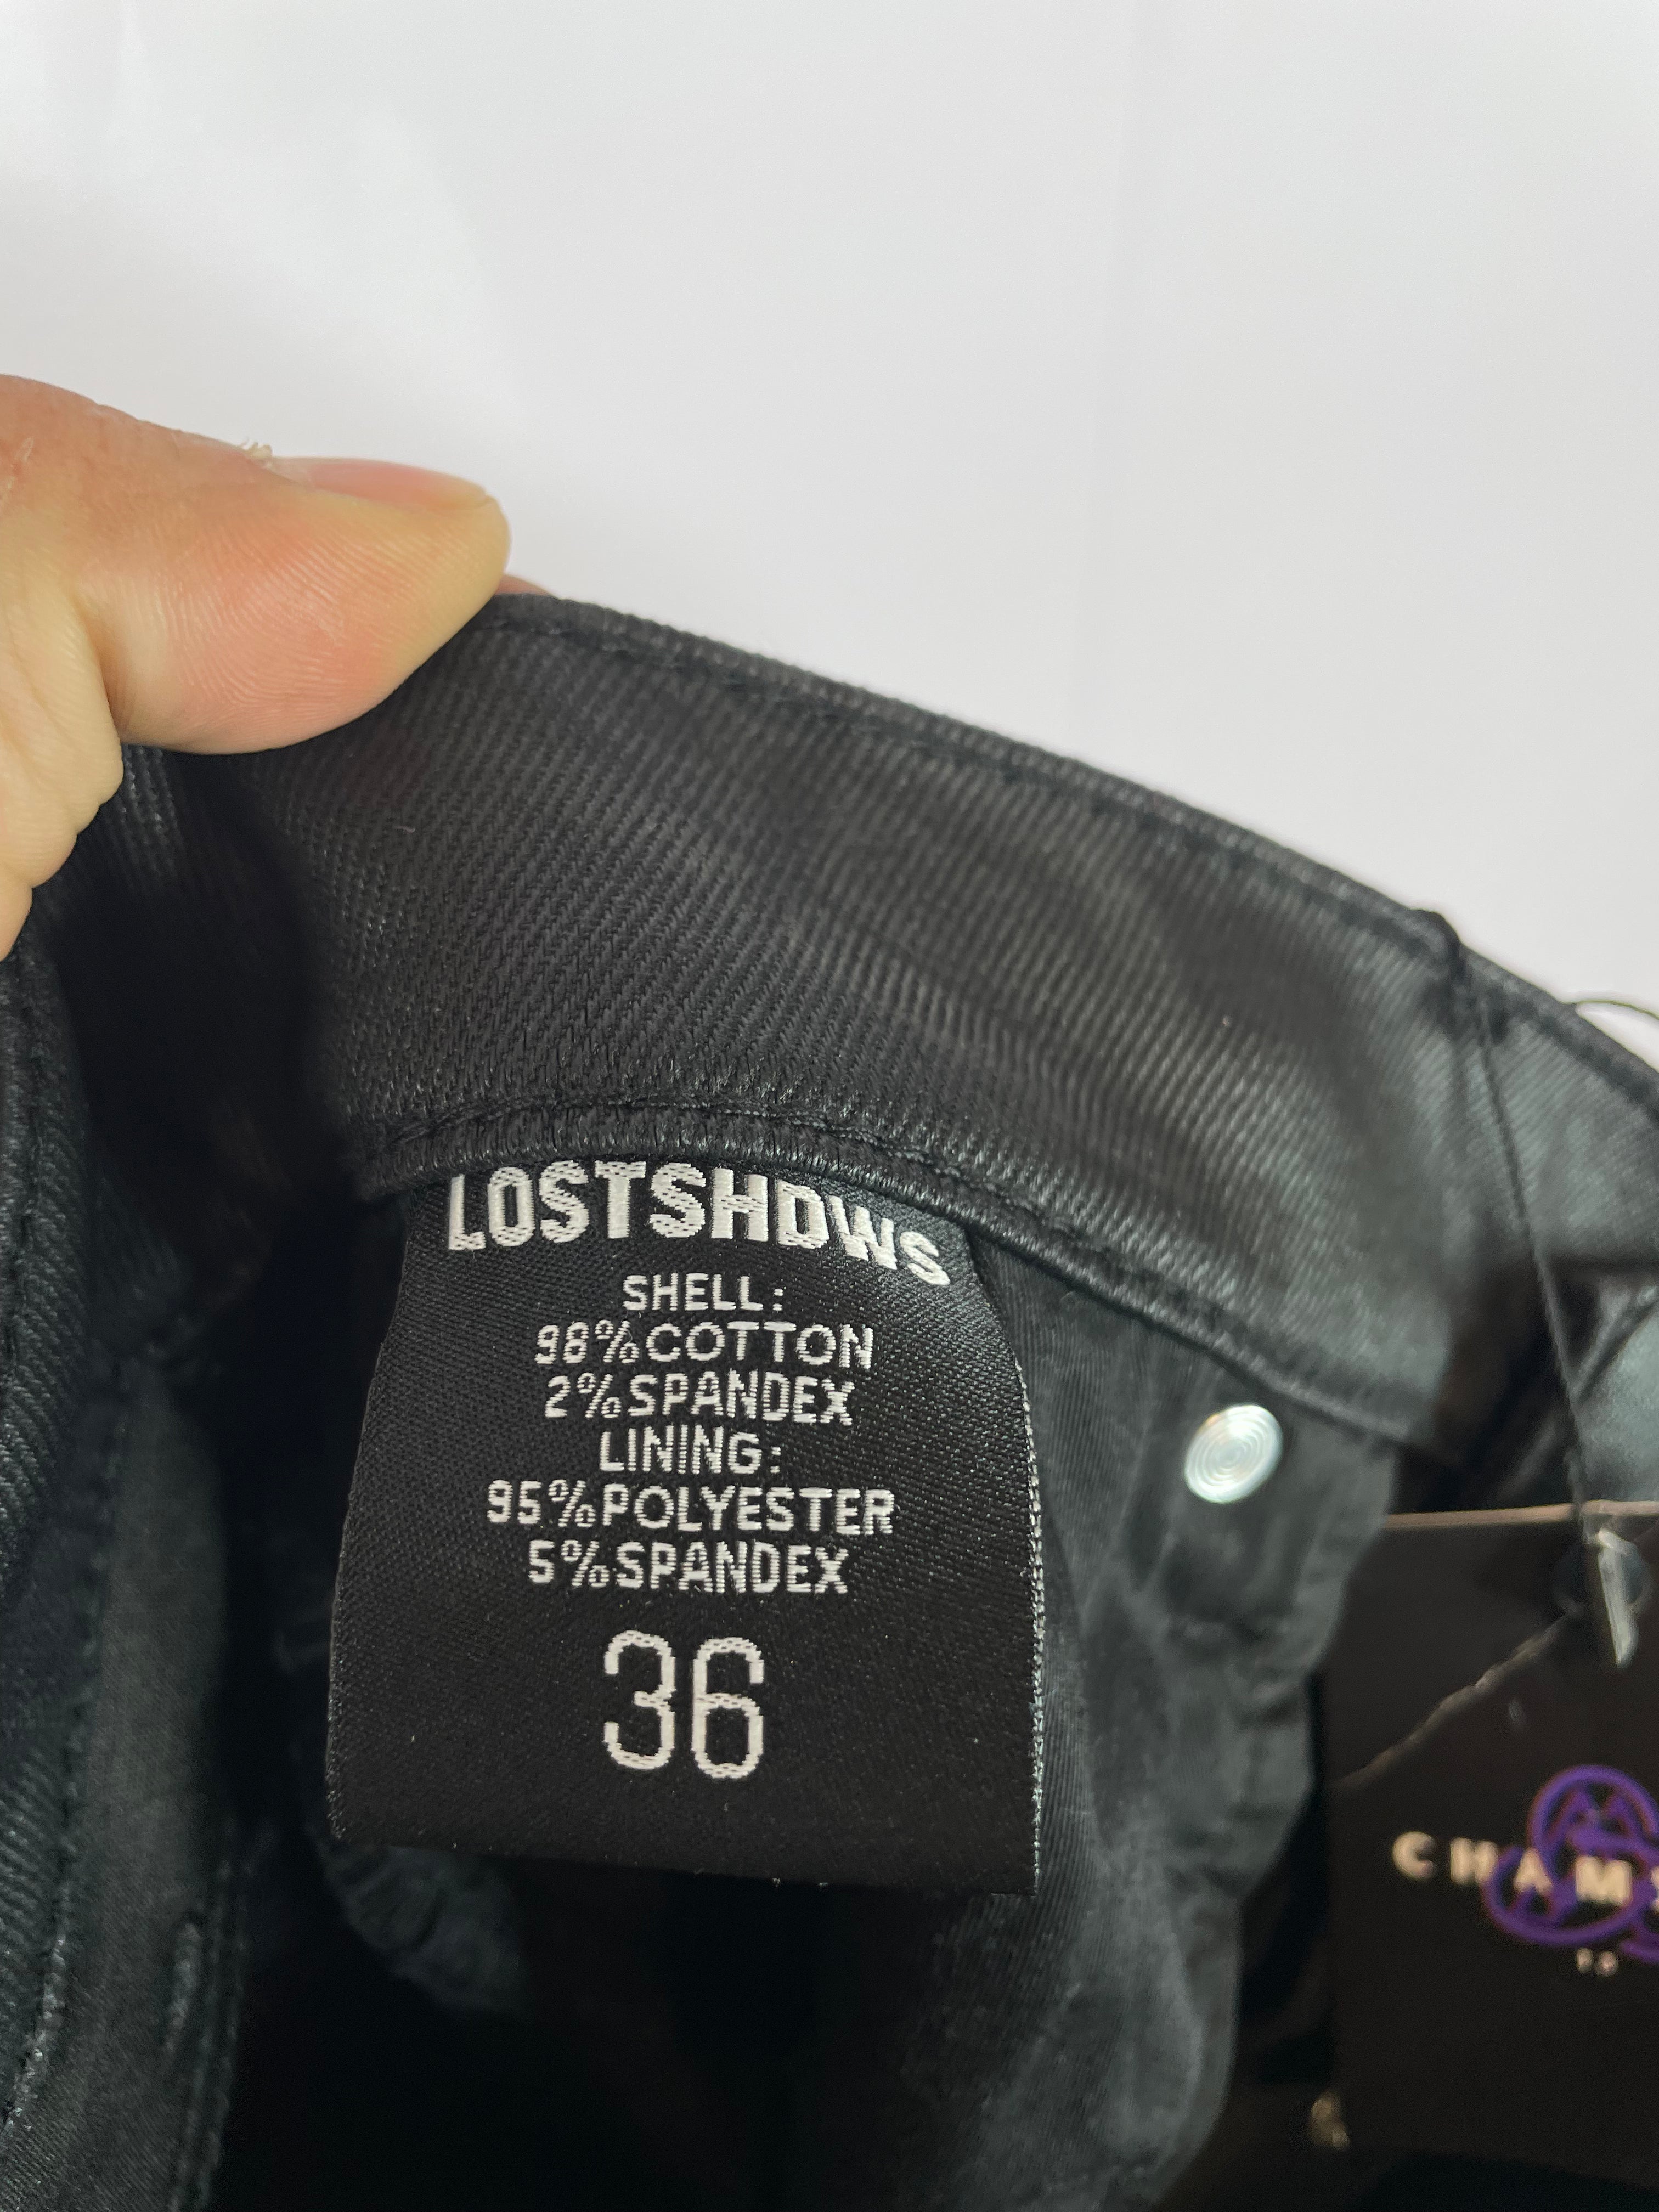 LOSTSHOWS
SHELL:
98%COTTON
2%SPANDEX
LINING:
95%POLYESTER
5%SPANDEX
36